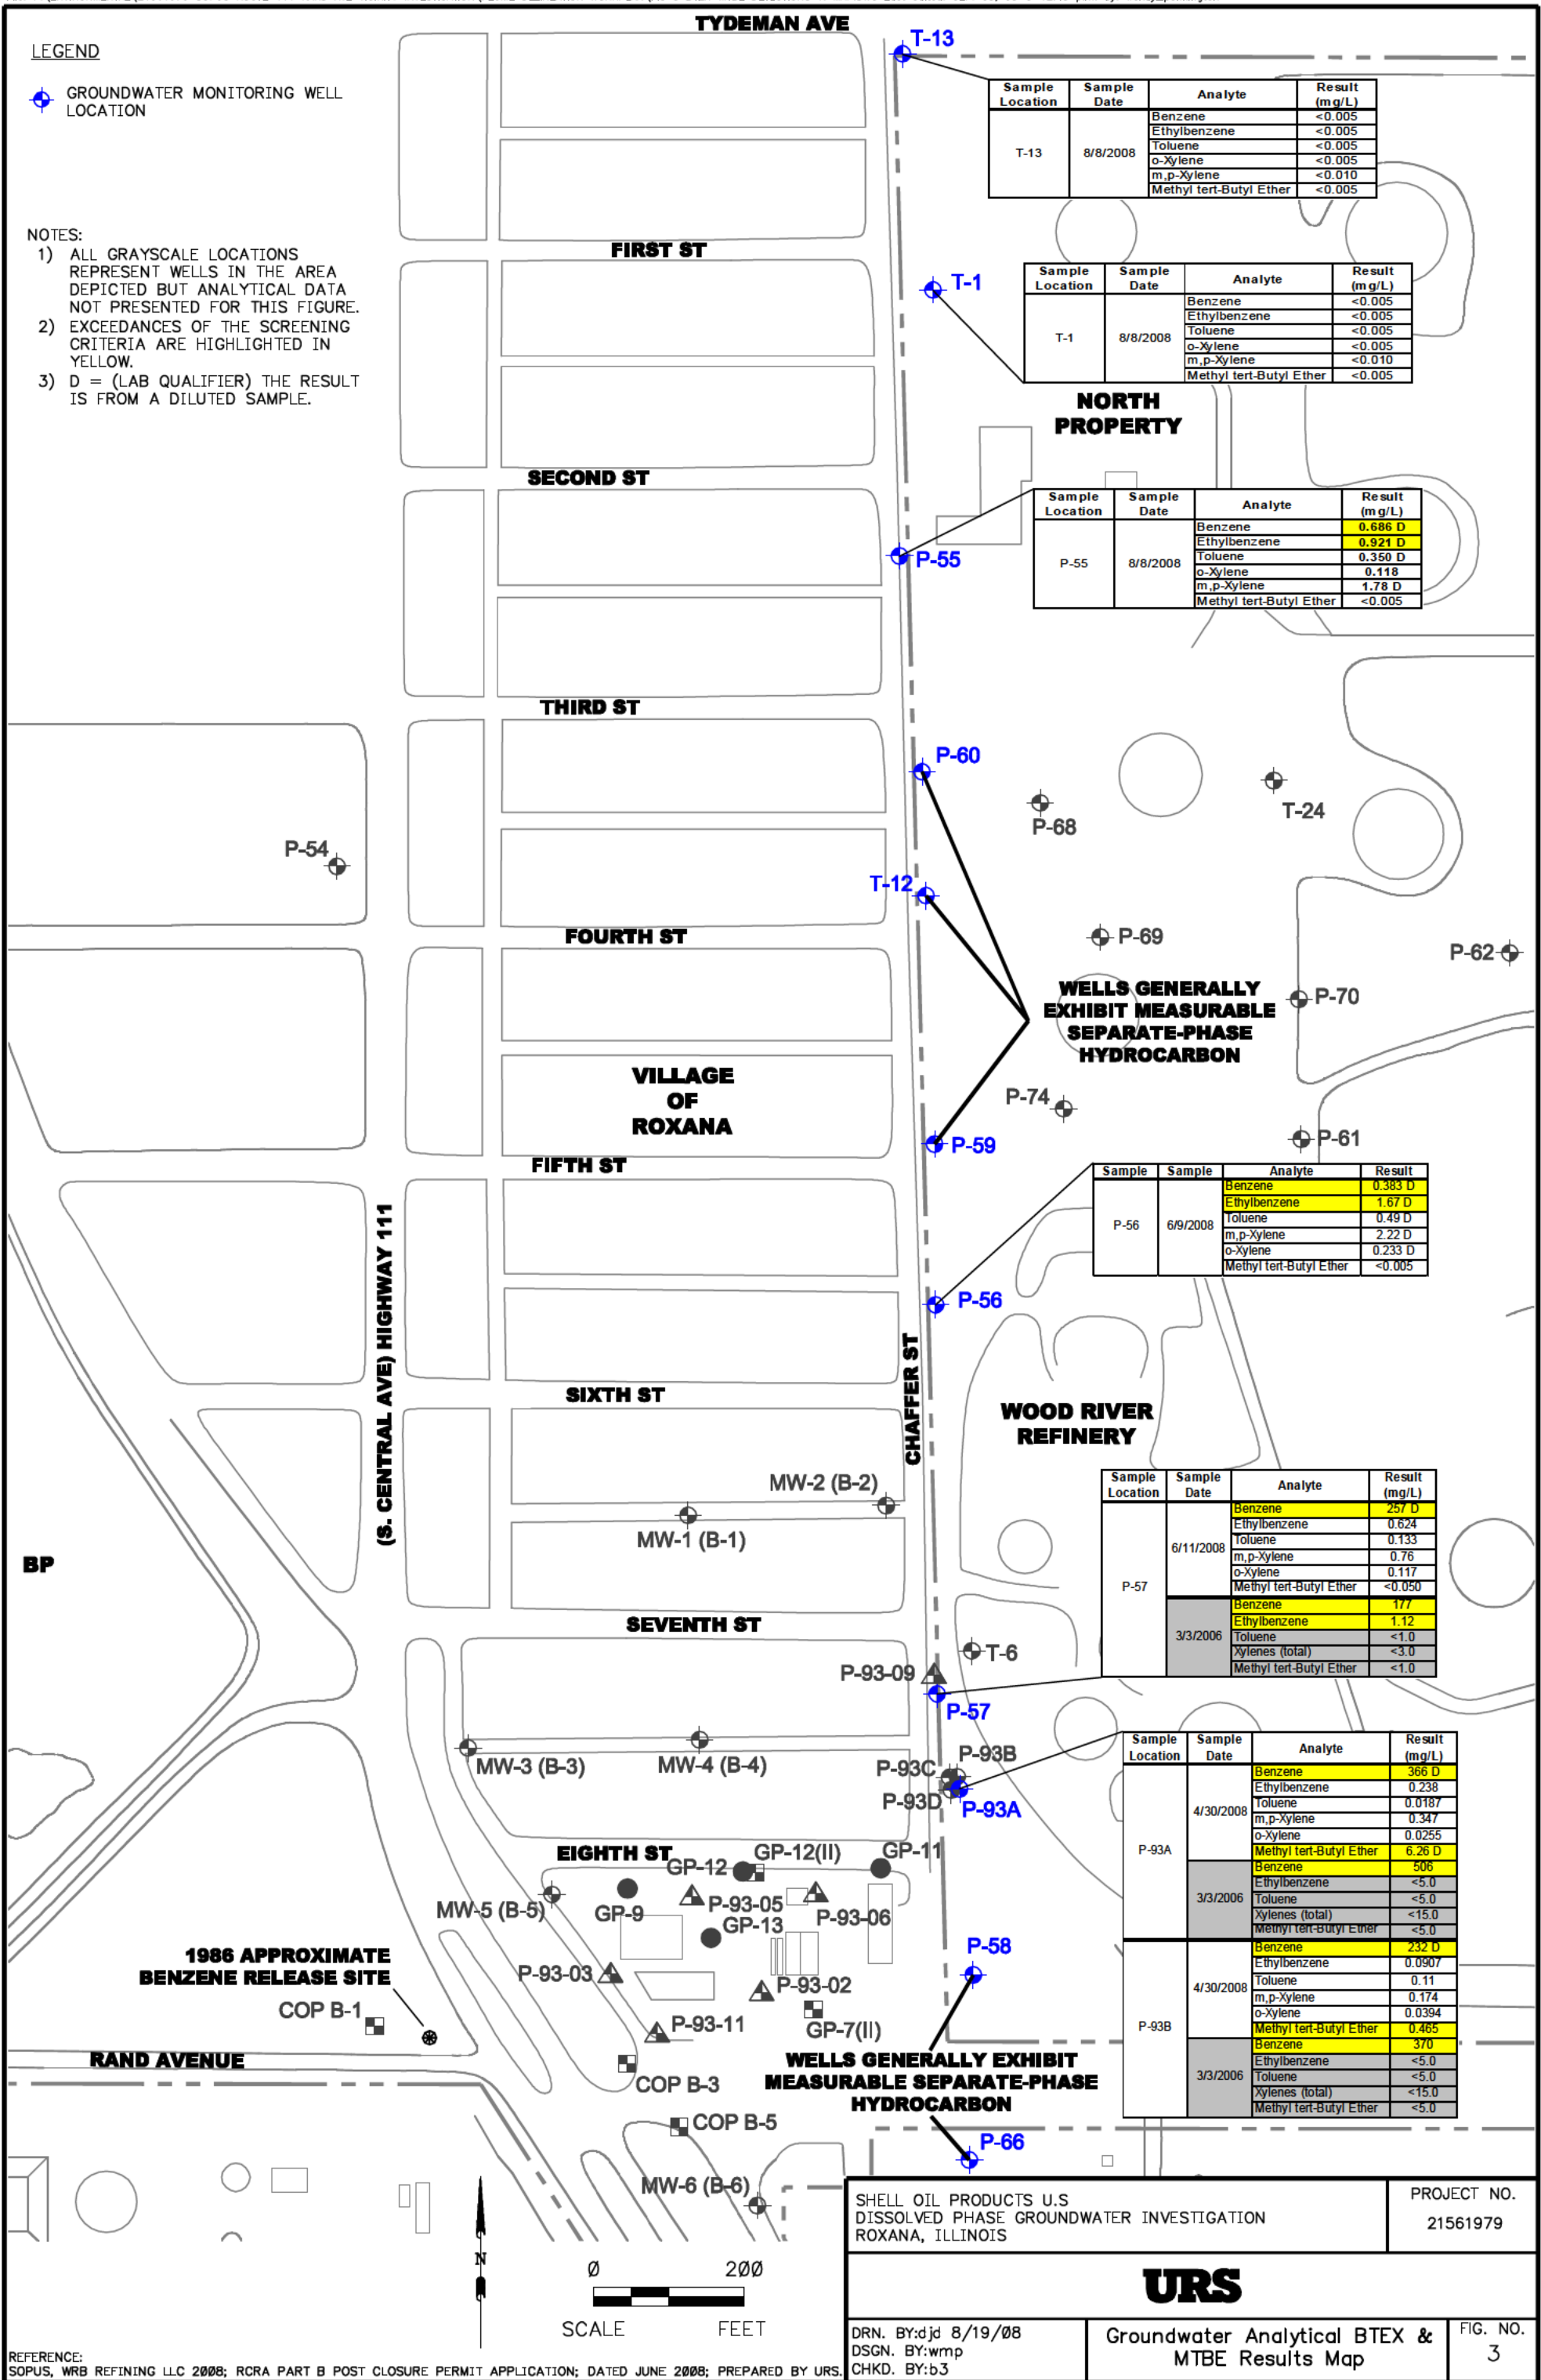 TYDEMAN AVE
LEGEND
GROUNDWATER MONITORING WELL
LOCATION
NOTES:
1) ALL GRAYSCALE LOCATIONS
REPRESENT WELLS IN THE AREA
DEPICTED BUT ANALYTICAL DATA
NOT PRESENTED FOR THIS FIGURE.
2) EXCEEDANCES OF THE SCREENING
CRITERIA ARE HIGHLIGHTED IN
YELLOW.
3) D = (LAB QUALIFIER) THE RESULT
IS FROM A DILUTED SAMPLE.
T-13
Sample Location Sample Date Analyte Result (mg/L)
T-13 8/8/2008
Benzene <0.005
Ethylbenzene <0.005
Toluene <0.005
o-Xylene <0.005
m,p-Xylene <0.010
Methyl tert-Butyl Ether <0.005
FIRST ST
T-1
Sample Location Sample Date Analyte Result (mg/L)
T-1 8/8/2008
Benzene <0.005
Ethylbenzene <0.005
Toluene <0.005
o-Xylene <0.005
m,p-Xylene <0.010
Methyl tert-Butyl Ether <0.005
NORTH
PROPERTY
SECOND ST
P-55
Sample Location Sample Date Analyte Result (mg/L)
P-55 8/8/2008
Benzene 0.686 D
Ethylbenzene 0.921 D
Toluene 0.350 D
o-Xylene 0.118
m,p-Xylene 1.78 D
Methyl tert-Butyl Ether <0.005
THIRD ST
P-60
P-68
T-24
P-54
T-12
FOURTH ST
P-69
P-62
P-70
WELLS GENERALLY
EXHIBIT MEASURABLE
SEPARATE-PHASE
HYDROCARBON
VILLAGE
OF
ROXANA
P-74
P-61
P-59
FIFTH ST
Sample Sample Analyte Result
P-56 6/9/2008
Benzene 0.383 D
Ethylbenzene 1.67 D
Toluene 0.49 D
m,p-Xylene 2.22 D
o-Xylene 0.233 D
Methyl tert-Butyl Ether <0.005
P-56
(S. CENTRAL AVE) HIGHWAY 111
CHAFFER ST
SIXTH ST
WOOD RIVER
REFINERY
MW-2 (B-2)
MW-1 (B-1)
BP
Sample Location Sample Date Analyte Result (mg/L)
P-57
6/11/2008
Benzene 257 D
Ethylbenzene 0.624
Toluene 0.133
m,p-Xylene 0.76
o-Xylene 0.117
Methyl tert-Butyl Ether <0.050
3/3/2006
Benzene 177
Ethylbenzene 1.12
Toluene <1.0
Xylenes (total) <3.0
Methyl tert-Butyl Ether <1.0
SEVENTH ST
T-6
P-93-09
P-57
MW-3 (B-3)
MW-4 (B-4)
P-93C
P-93B
P-93D
P-93A
Sample Location Sample Date Analyte Result (mg/L)
P-93A
4/30/2008
Benzene 366 D
Ethylbenzene 0.238
Toluene 0.0187
m,p-Xylene 0.347
o-Xylene 0.0255
Methyl tert-Butyl Ether 6.26 D
3/3/2006
Benzene 506
Ethylbenzene <5.0
Toluene <5.0
Xylenes (total) <15.0
Methyl tert-Butyl Ether <5.0
P-93B
4/30/2008
Benzene 232 D
Ethylbenzene 0.0907
Toluene 0.11
m,p-Xylene 0.174
o-Xylene 0.0394
Methyl tert-Butyl Ether 0.465
3/3/2006
Benzene 370
Ethylbenzene <5.0
Toluene <5.0
Xylenes (total) <15.0
Methyl tert-Butyl Ether <5.0
EIGHTH ST
GP-12
GP-12(II)
GP-11
MW-5 (B-5)
GP-9
P-93-05
P-93-06
GP-13
1986 APPROXIMATE
BENZENE RELEASE SITE
P-93-03
P-93-02
P-58
COP B-1
P-93-11
GP-7(II)
RAND AVENUE
COP B-3
WELLS GENERALLY EXHIBIT
MEASURABLE SEPARATE-PHASE
HYDROCARBON
COP B-5
P-66
MW-6 (B-6)
N
0 200
SCALE FEET
SHELL OIL PRODUCTS U.S
DISSOLVED PHASE GROUNDWATER INVESTIGATION
ROXANA, ILLINOIS
PROJECT NO.
21561979
URS
DRN. BY:djd 8/19/08
DSGN. BY:wmp
CHKD. BY:b3
Groundwater Analytical BTEX &
MTBE Results Map
FIG. NO.
3
REFERENCE:
SOPUS, WRB REFINING LLC 2008; RCRA PART B POST CLOSURE PERMIT APPLICATION; DATED JUNE 2008; PREPARED BY URS.